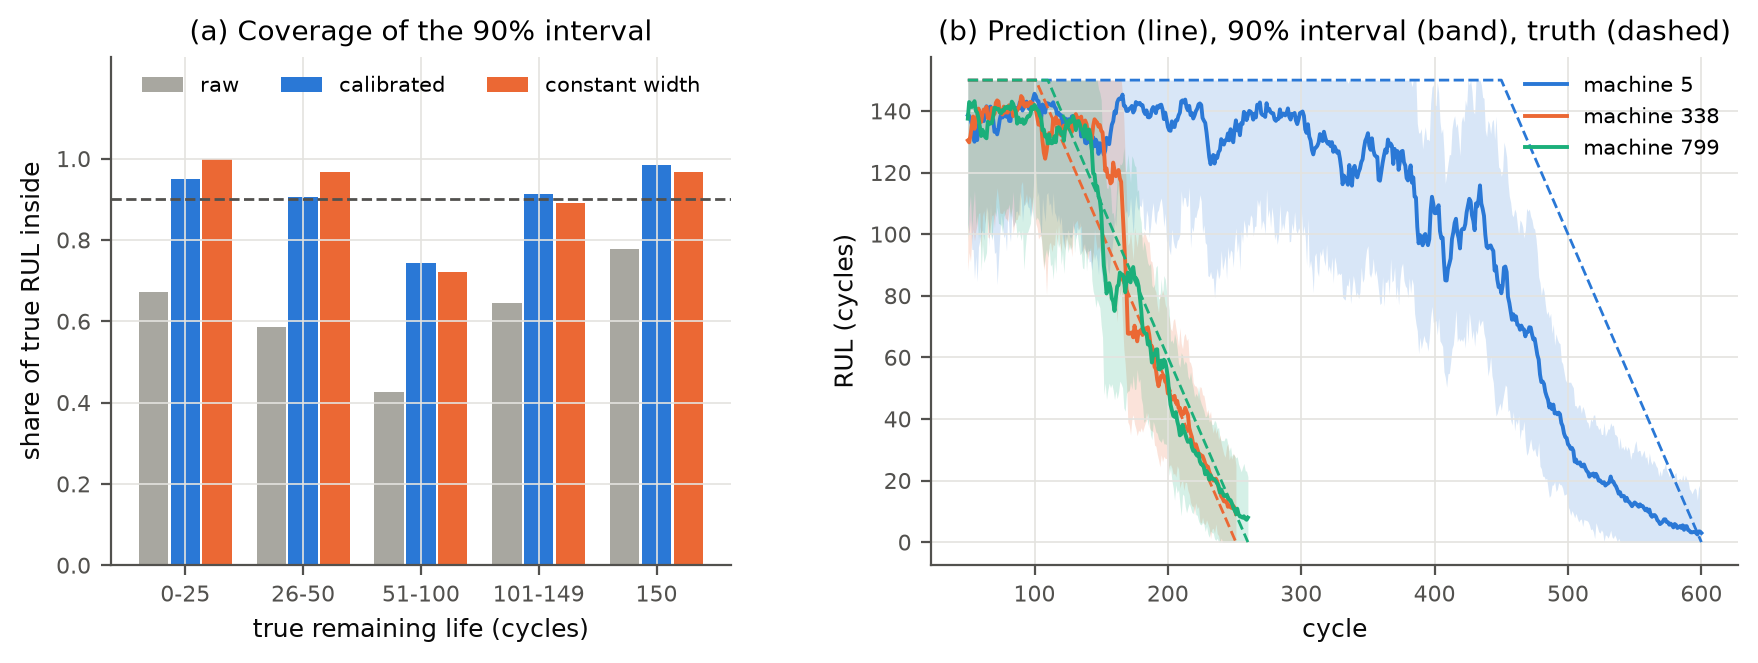 (a) Coverage of the 90% interval
raw
calibrated
constant width
share of true RUL inside
1.0
0.8
0.6
0.4
0.2
0.0
0-25
26-50
51-100
101-149
150
true remaining life (cycles)
(b) Prediction (line), 90% interval (band), truth (dashed)
machine 5
machine 338
machine 799
RUL (cycles)
140
120
100
80
60
40
20
0
100
200
300
400
500
600
cycle